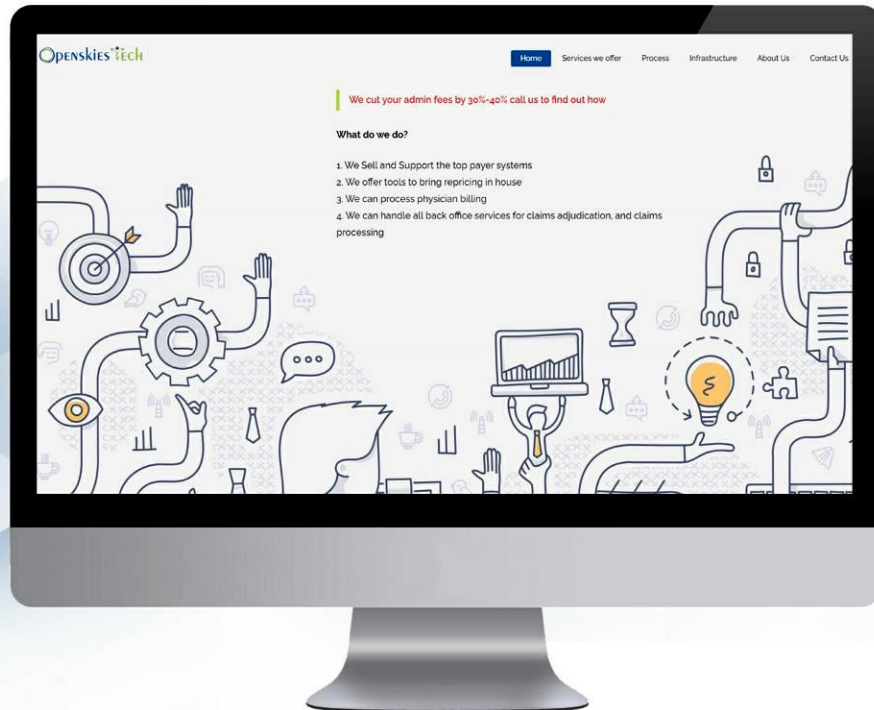 Openskies Tech
Home Services we offer Process Infrastructure About Us Contact Us
We cut your admin fees by 30%-40% call us to find out how
What do we do?
1. We Sell and Support the top payer systems
2. We offer tools to bring repricing in house
3. We can process physician billing
4. We can handle all back office services for claims adjudication, and claims
processing